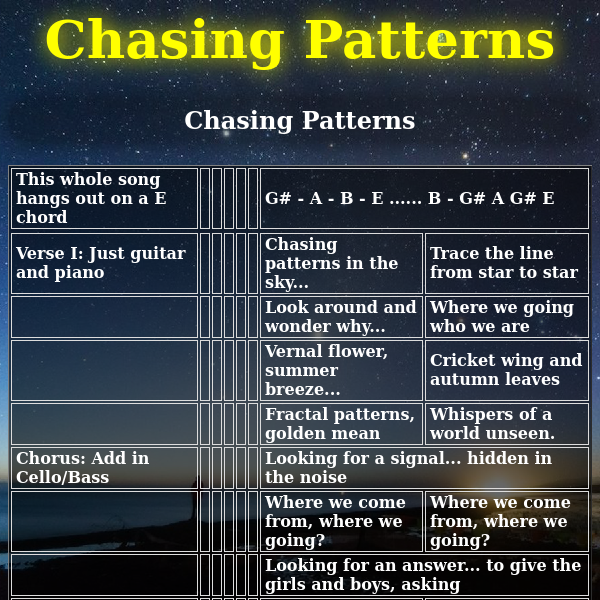 Chasing Patterns
Chasing Patterns
This whole song
hangs out on a E
chord
G# - A - B - E ...... B - G# A G# E
Verse I: Just guitar
and piano
Chasing
patterns in the
sky...
Trace the line
from star to star
Look around and
wonder why...
Where we going
who we are
Vernal flower,
summer
breeze...
Cricket wing and
autumn leaves
Fractal patterns,
golden mean
Whispers of a
world unseen.
Chorus: Add in
Cello/Bass
Looking for a signal... hidden in
the noise
Where we come
from, where we
going?
Where we come
from, where we
going?
Looking for an answer... to give the
girls and boys, asking